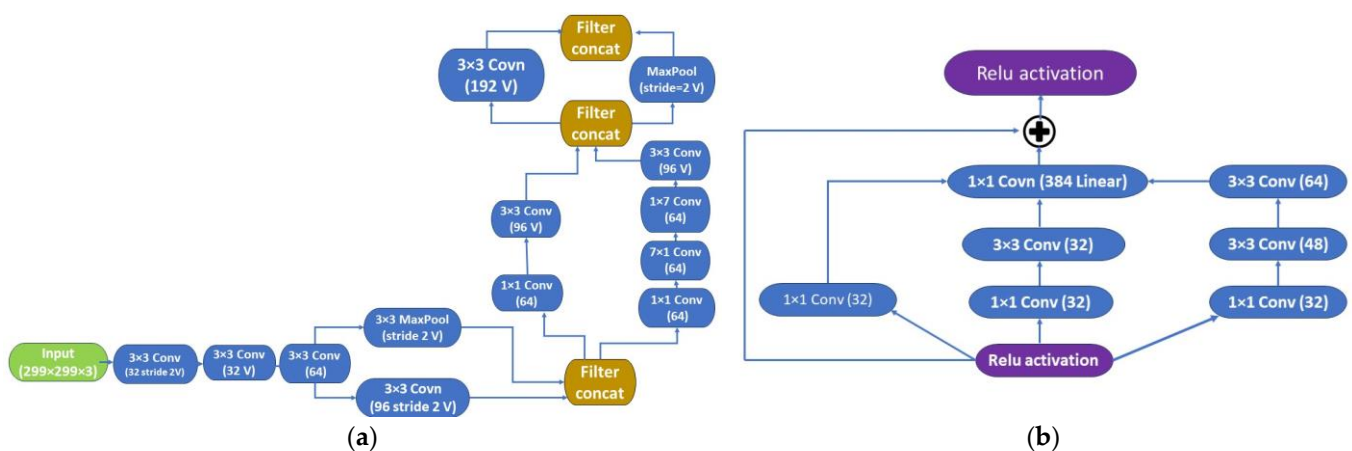 Filter
concat
3×3 Covn
(192 V)
MaxPool
(stride=2 V)
Filter
concat
3×3 Conv
(96 V)
1×7 Conv
(64)
3×3 Conv
(96 V)
7×1 Conv
(64)
1×1 Conv
(64)
1×1 Conv
(64)
3×3 MaxPool
(stride 2 V)
Input
(299×299×3)
3×3 Conv
(32 stride 2V)
3×3 Conv
(32 V)
3×3 Conv
(64)
Filter
concat
3×3 Covn
(96 stride 2 V)
(a)
Relu activation
1×1 Covn (384 Linear)
3×3 Conv (64)
3×3 Conv (32)
3×3 Conv (48)
1×1 Conv (32)
1×1 Conv (32)
1×1 Conv (32)
Relu activation
(b)